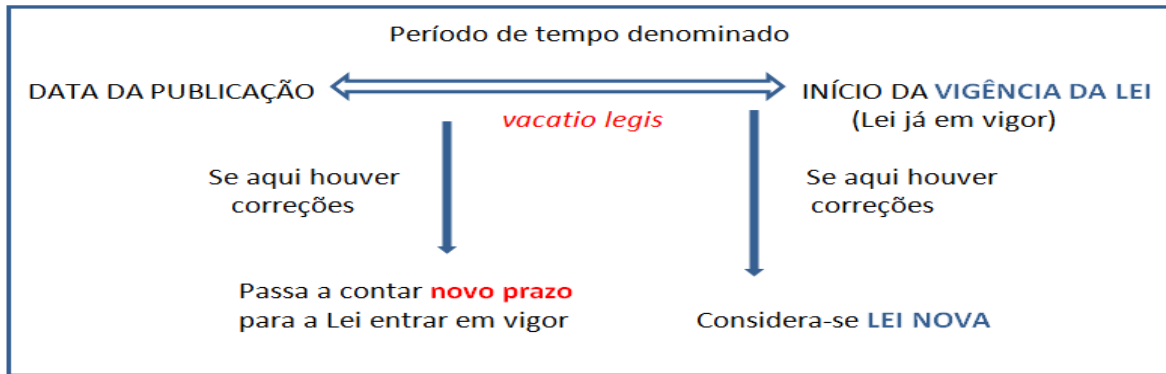 Período de tempo denominado
DATA DA PUBLICAÇÃO
INÍCIO DA VIGÊNCIA DA LEI
(Lei já em vigor)
vacatio legis
Se aqui houver
correções
Se aqui houver
correções
Passa a contar novo prazo
para a Lei entrar em vigor
Considera-se LEI NOVA